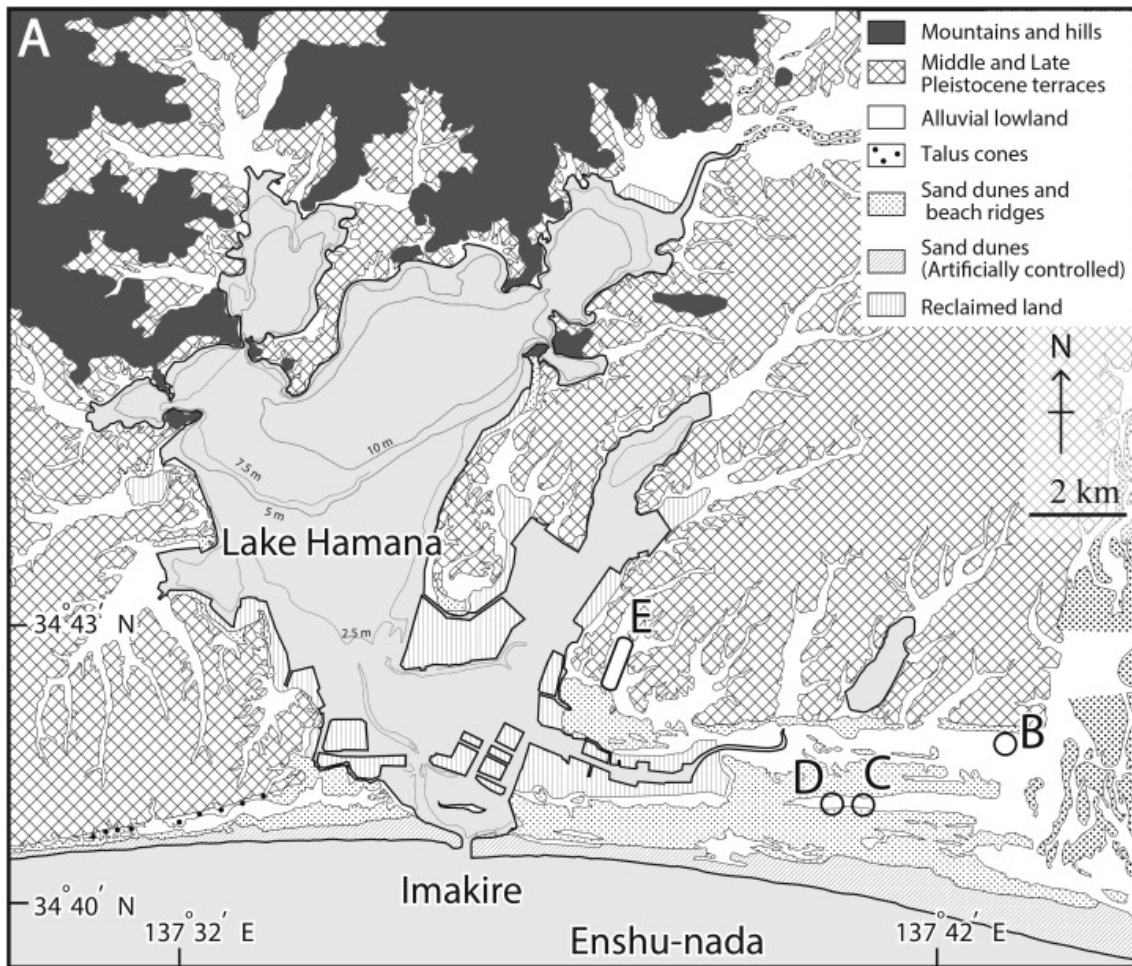 A
Mountains and hills
Middle and Late
Pleistocene terraces
Alluvial lowland
Talus cones
Sand dunes and
beach ridges
Sand dunes
(Artificially controlled)
Reclaimed land
N
2 km
10 m
7.5 m
5 m
Lake Hamana
2.5 m
34°43′ N
E
B
D
C
34°40′ N
Imakire
137°32′ E
137°42′ E
Enshu-nada